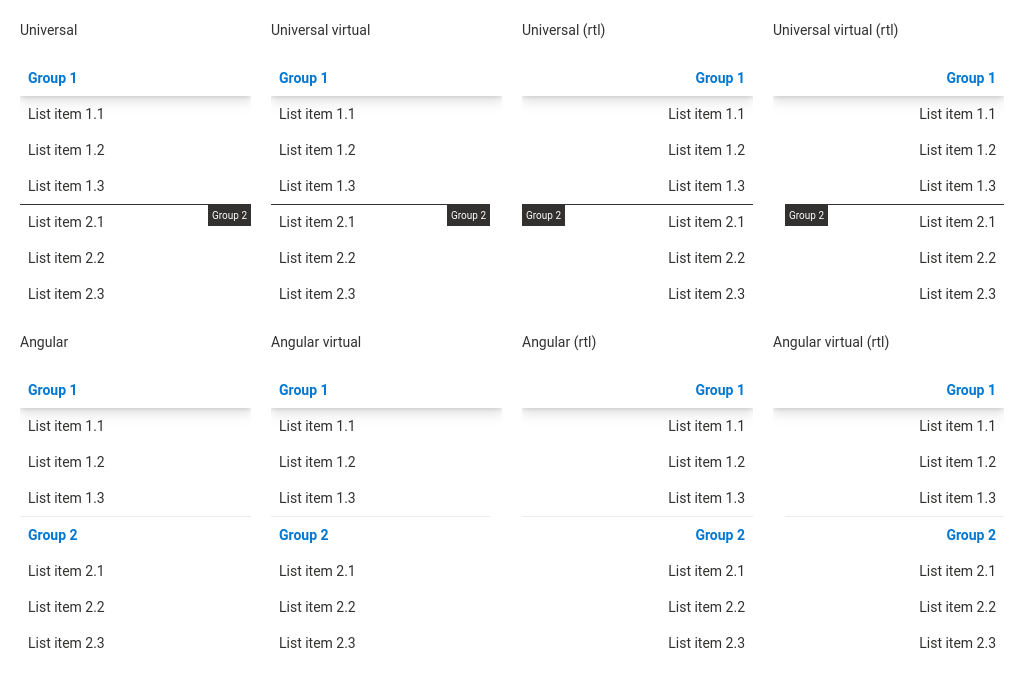 Universal
Group 1
List item 1.1
List item 1.2
List item 1.3
List item 2.1 Group 2
List item 2.2
List item 2.3
Universal virtual
Group 1
List item 1.1
List item 1.2
List item 1.3
List item 2.1 Group 2
List item 2.2
List item 2.3
Universal (rtl)
Group 1
List item 1.1
List item 1.2
List item 1.3
Group 2 List item 2.1
List item 2.2
List item 2.3
Universal virtual (rtl)
Group 1
List item 1.1
List item 1.2
List item 1.3
Group 2 List item 2.1
List item 2.2
List item 2.3
Angular
Group 1
List item 1.1
List item 1.2
List item 1.3
Group 2
List item 2.1
List item 2.2
List item 2.3
Angular virtual
Group 1
List item 1.1
List item 1.2
List item 1.3
Group 2
List item 2.1
List item 2.2
List item 2.3
Angular (rtl)
Group 1
List item 1.1
List item 1.2
List item 1.3
Group 2
List item 2.1
List item 2.2
List item 2.3
Angular virtual (rtl)
Group 1
List item 1.1
List item 1.2
List item 1.3
Group 2
List item 2.1
List item 2.2
List item 2.3